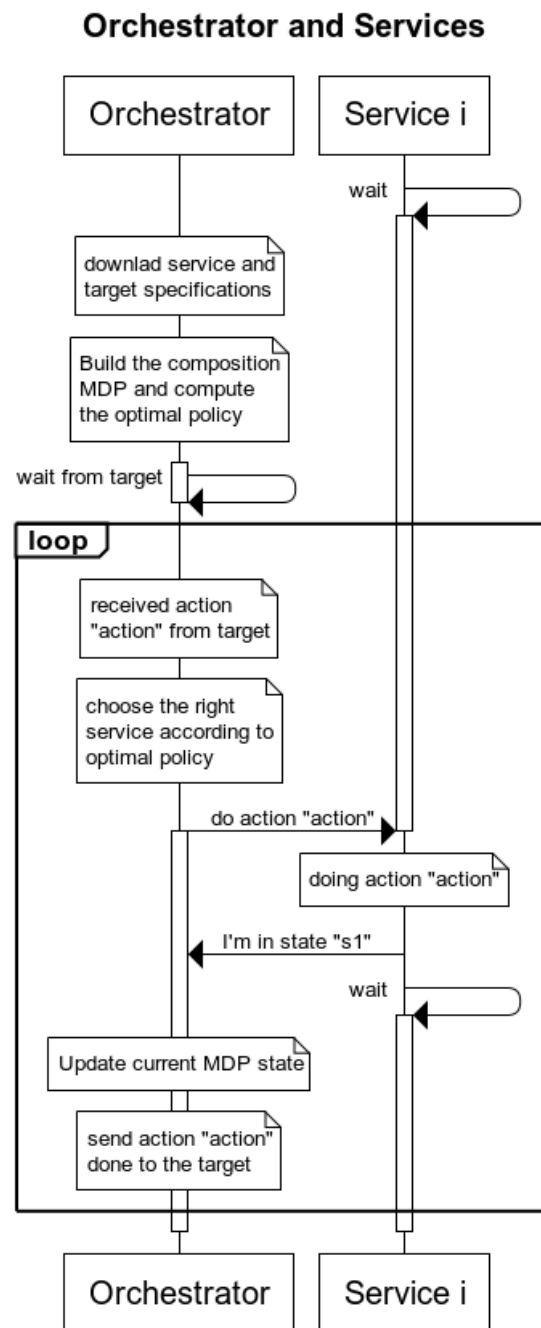 Orchestrator and Services
Orchestrator
Service i
wait
downlad service and
target specifications
Build the composition
MDP and compute
the optimal policy
wait from target
loop
received action
"action" from target
choose the right
service according to
optimal policy
do action "action"
doing action "action"
I'm in state "s1"
wait
Update current MDP state
send action "action"
done to the target
Orchestrator
Service i